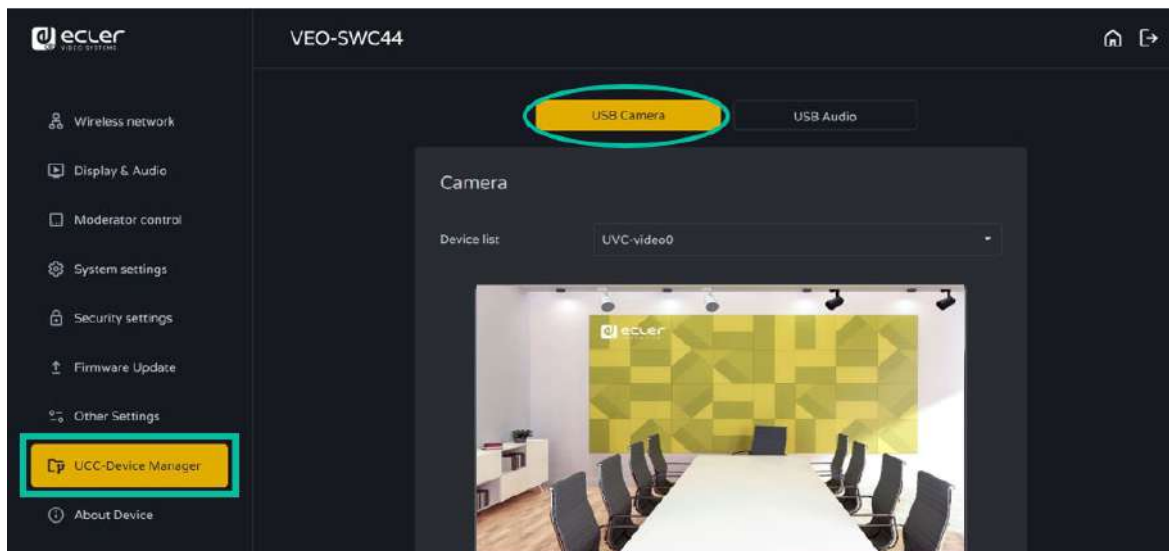 ecler
VIDEO SYSTEMS
VEO-SWC44
Wireless network
Display & Audio
Moderator control
System settings
Security settings
Firmware Update
Other Settings
UCC-Device Manager
About Device
USB Camera
USB Audio
Camera
Device list
UVC-video0
ecler